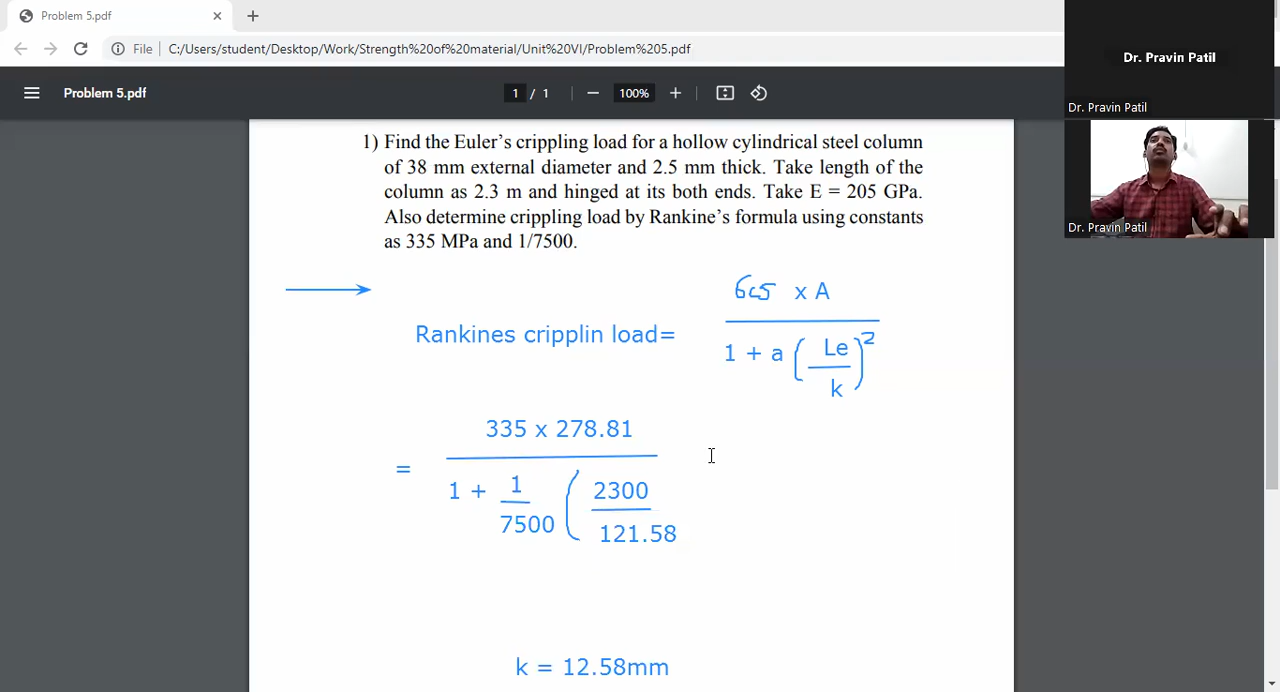 Problem 5.pdf
File
C:/Users/student/Desktop/Work/Strength%20of%20material/Unit%20VI/Problem%205.pdf
Dr. Pravin Patil
Dr. Pravin Patil
Problem 5.pdf
1 / 1
100%
1) Find the Euler's crippling load for a hollow cylindrical steel column
of 38 mm external diameter and 2.5 mm thick. Take length of the
column as 2.3 m and hinged at its both ends. Take E = 205 GPa.
Also determine crippling load by Rankine's formula using constants
as 335 MPa and 1/7500.
Dr. Pravin Patil
6cs x A
Rankines cripplin load=
1 + a ( Le
k )2
335 x 278.81
=
1 + 1
7500 ( 2300
121.58
k = 12.58mm